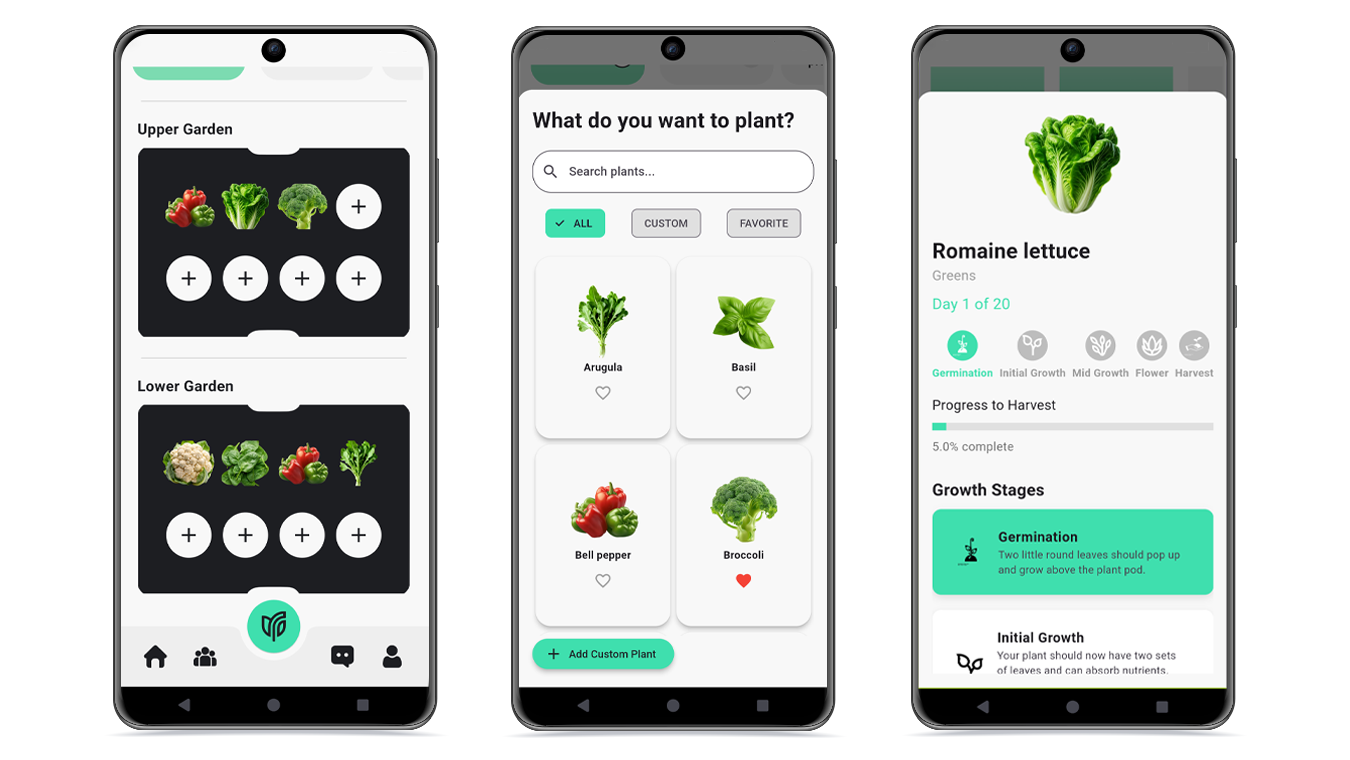 Upper Garden
Lower Garden
What do you want to plant?
Search plants...
ALL CUSTOM FAVORITE
Arugula Basil
Bell pepper Broccoli
Add Custom Plant
Romaine lettuce
Greens
Day 1 of 20
Germination Initial Growth Mid Growth Flower Harvest
Progress to Harvest
5.0% complete
Growth Stages
Germination
Two little round leaves should pop up
and grow above the plant pod.
Initial Growth
Your plant should now have two sets
of leaves and can absorb nutrients.